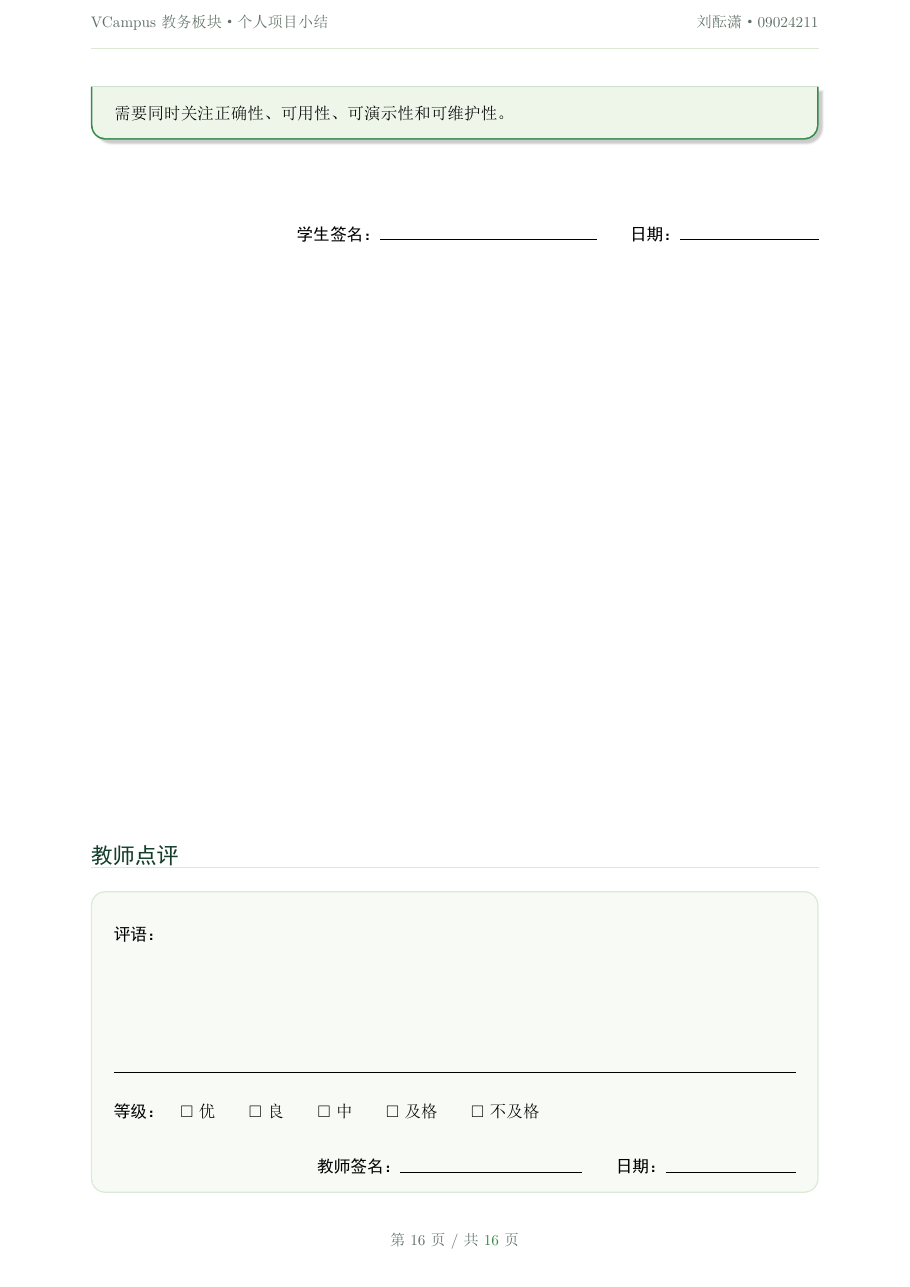 VCampus 教务板块 • 个人项目小结 刘酝潇 • 09024211
需要同时关注正确性、可用性、可演示性和可维护性。
学生签名: 日期:
教师点评
评语:
等级: □ 优 □ 良 □ 中 □ 及格 □ 不及格
教师签名: 日期:
第 16 页 / 共 16 页